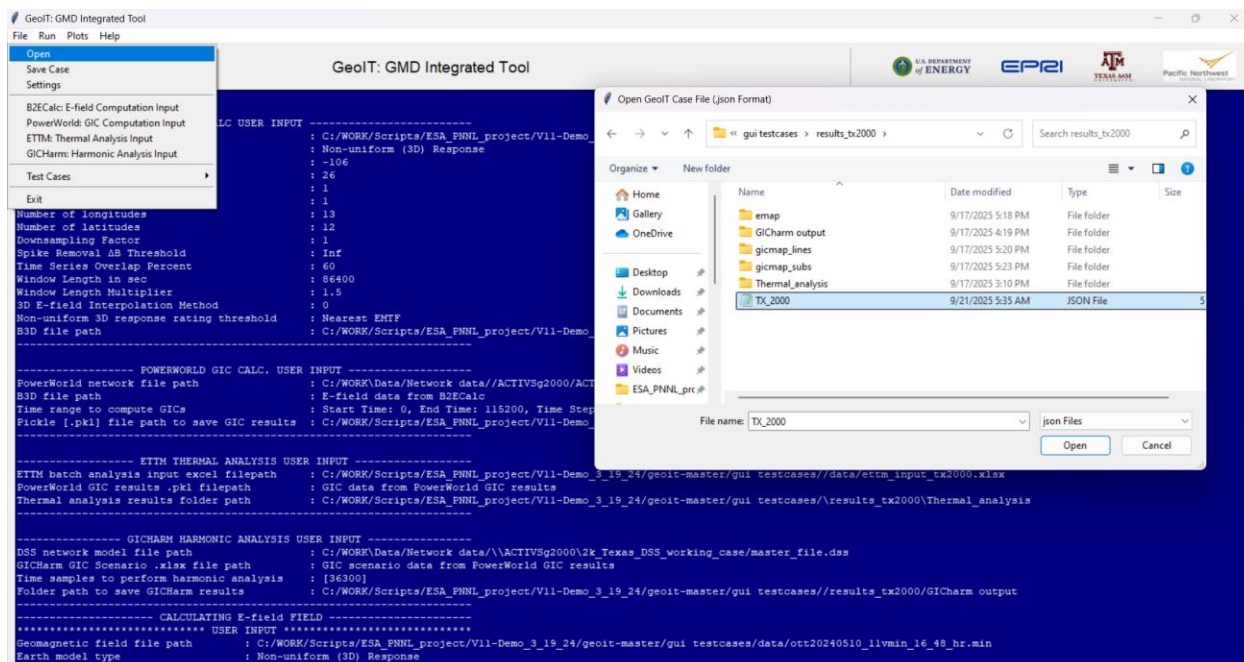 GeoIT: GMD Integrated Tool
File Run Plots Help
Open
Save Case
Settings
B2ECalc: E-field Computation Input
PowerWorld: GIC Computation Input
ETTM: Thermal Analysis Input
GICHarm: Harmonic Analysis Input
Test Cases
Exit
GeoIT: GMD Integrated Tool
U.S. DEPARTMENT of ENERGY
EPRI
TEXAS A&M
Pacific Northwest
Open GeoIT Case File (.json Format)
gui testcases > results_tx2000 >
Search results_tx2000
Organize
New folder
Home
Gallery
OneDrive
Desktop
Downloads
Documents
Pictures
Music
Videos
ESA_PNNL_prc
Name Date modified Type Size
emap 9/17/2025 5:18 PM File folder
GICharm output 9/17/2025 4:19 PM File folder
gicmap_lines 9/17/2025 5:20 PM File folder
gicmap_subs 9/17/2025 5:23 PM File folder
Thermal_analysis 9/17/2025 3:10 PM File folder
TX_2000 9/21/2025 5:35 AM JSON File 5
File name: TX_2000
json Files
Open
Cancel
LC USER INPUT --------------------
: C:/WORK/Scripts/ESA_PNNL_project/V11-Demo_
: Non-uniform (3D) Response
: -106
: 26
: 1
: 1
Number of longitudes : 13
Number of latitudes : 12
Downsampling Factor : 1
Spike Removal ΔB Threshold : Inf
Time Series Overlap Percent : 60
Window Length in sec : 86400
Window Length Multiplier : 1.5
3D E-field Interpolation Method : 0
Non-uniform 3D response rating threshold : Nearest EMTF
B3D file path : C:/WORK/Scripts/ESA_PNNL_project/V11-Demo_
----------------- POWERWORLD GIC CALC. USER INPUT -----------------
PowerWorld network file path : C:/WORK\Data/Network data//ACTIVSg2000/ACT
B3D file path : E-field data from B2ECalc
Time range to compute GICs : Start Time: 0, End Time: 115200, Time Step
Pickle [.pkl] file path to save GIC results : C:/WORK/Scripts/ESA_PNNL_project/V11-Demo_
----------------- ETTM THERMAL ANALYSIS USER INPUT -----------------
ETTM batch analysis input excel filepath : C:/WORK/Scripts/ESA_PNNL_project/V11-Demo_3_19_24/geoit-master/gui testcases//data/ettm_input_tx2000.xlsx
PowerWorld GIC results .pkl filepath : GIC data from PowerWorld GIC results
Thermal analysis results folder path : C:/WORK/Scripts/ESA_PNNL_project/V11-Demo_3_19_24/geoit-master/gui testcases/\results_tx2000\Thermal_analysis
---------------- GICHARM HARMONIC ANALYSIS USER INPUT ----------------
DSS network model file path : C:/WORK\Data/Network data/\\ACTIVSg2000\2k_Texas_DSS_working_case/master_file.dss
GICHarm GIC Scenario .xlsx file path : GIC scenario data from PowerWorld GIC results
Time samples to perform harmonic analysis : [36300]
Folder path to save GICHarm results : C:/WORK/Scripts/ESA_PNNL_project/V11-Demo_3_19_24/geoit-master/gui testcases//results_tx2000/GICharm output
-------------------- CALCULATING E-field FIELD --------------------
**************************** USER INPUT ****************************
Geomagnetic field file path : C:/WORK/Scripts/ESA_PNNL_project/V11-Demo_3_19_24/geoit-master/gui testcases/data/ott20240510_11vmin_16_48_hr.min
Earth model type : Non-uniform (3D) Response